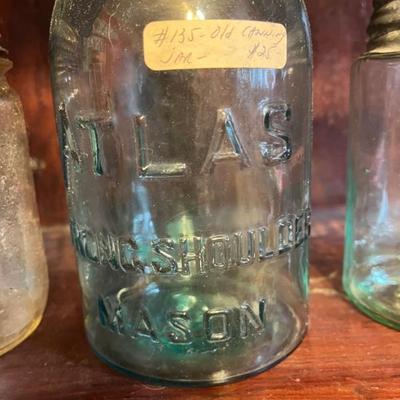 #135- Old Canning
Jar - $25
ATLAS
STRONG SHOULDER
MASON